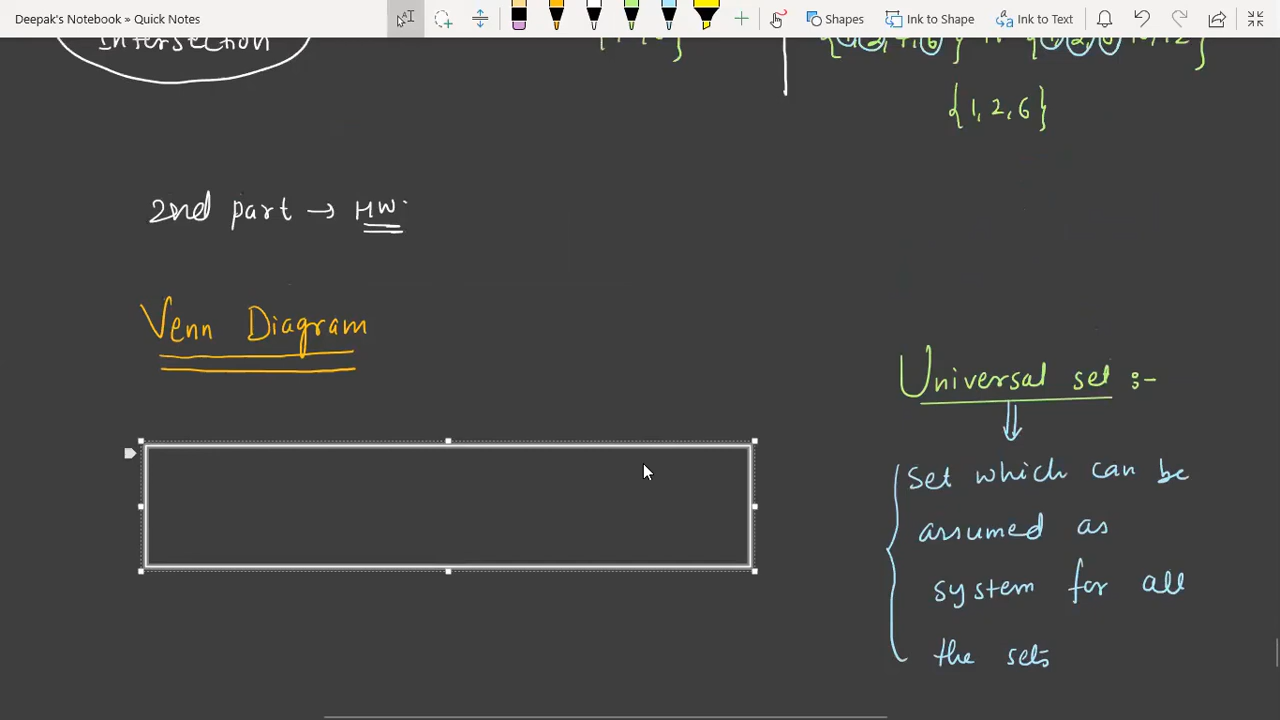 Deepak's Notebook » Quick Notes
Shapes
Ink to Shape
Ink to Text
Intersection
{1, 2, 6}
2nd part → HW.
Venn Diagram
Universal set :-
Set which can be
assumed as
system for all
the sets